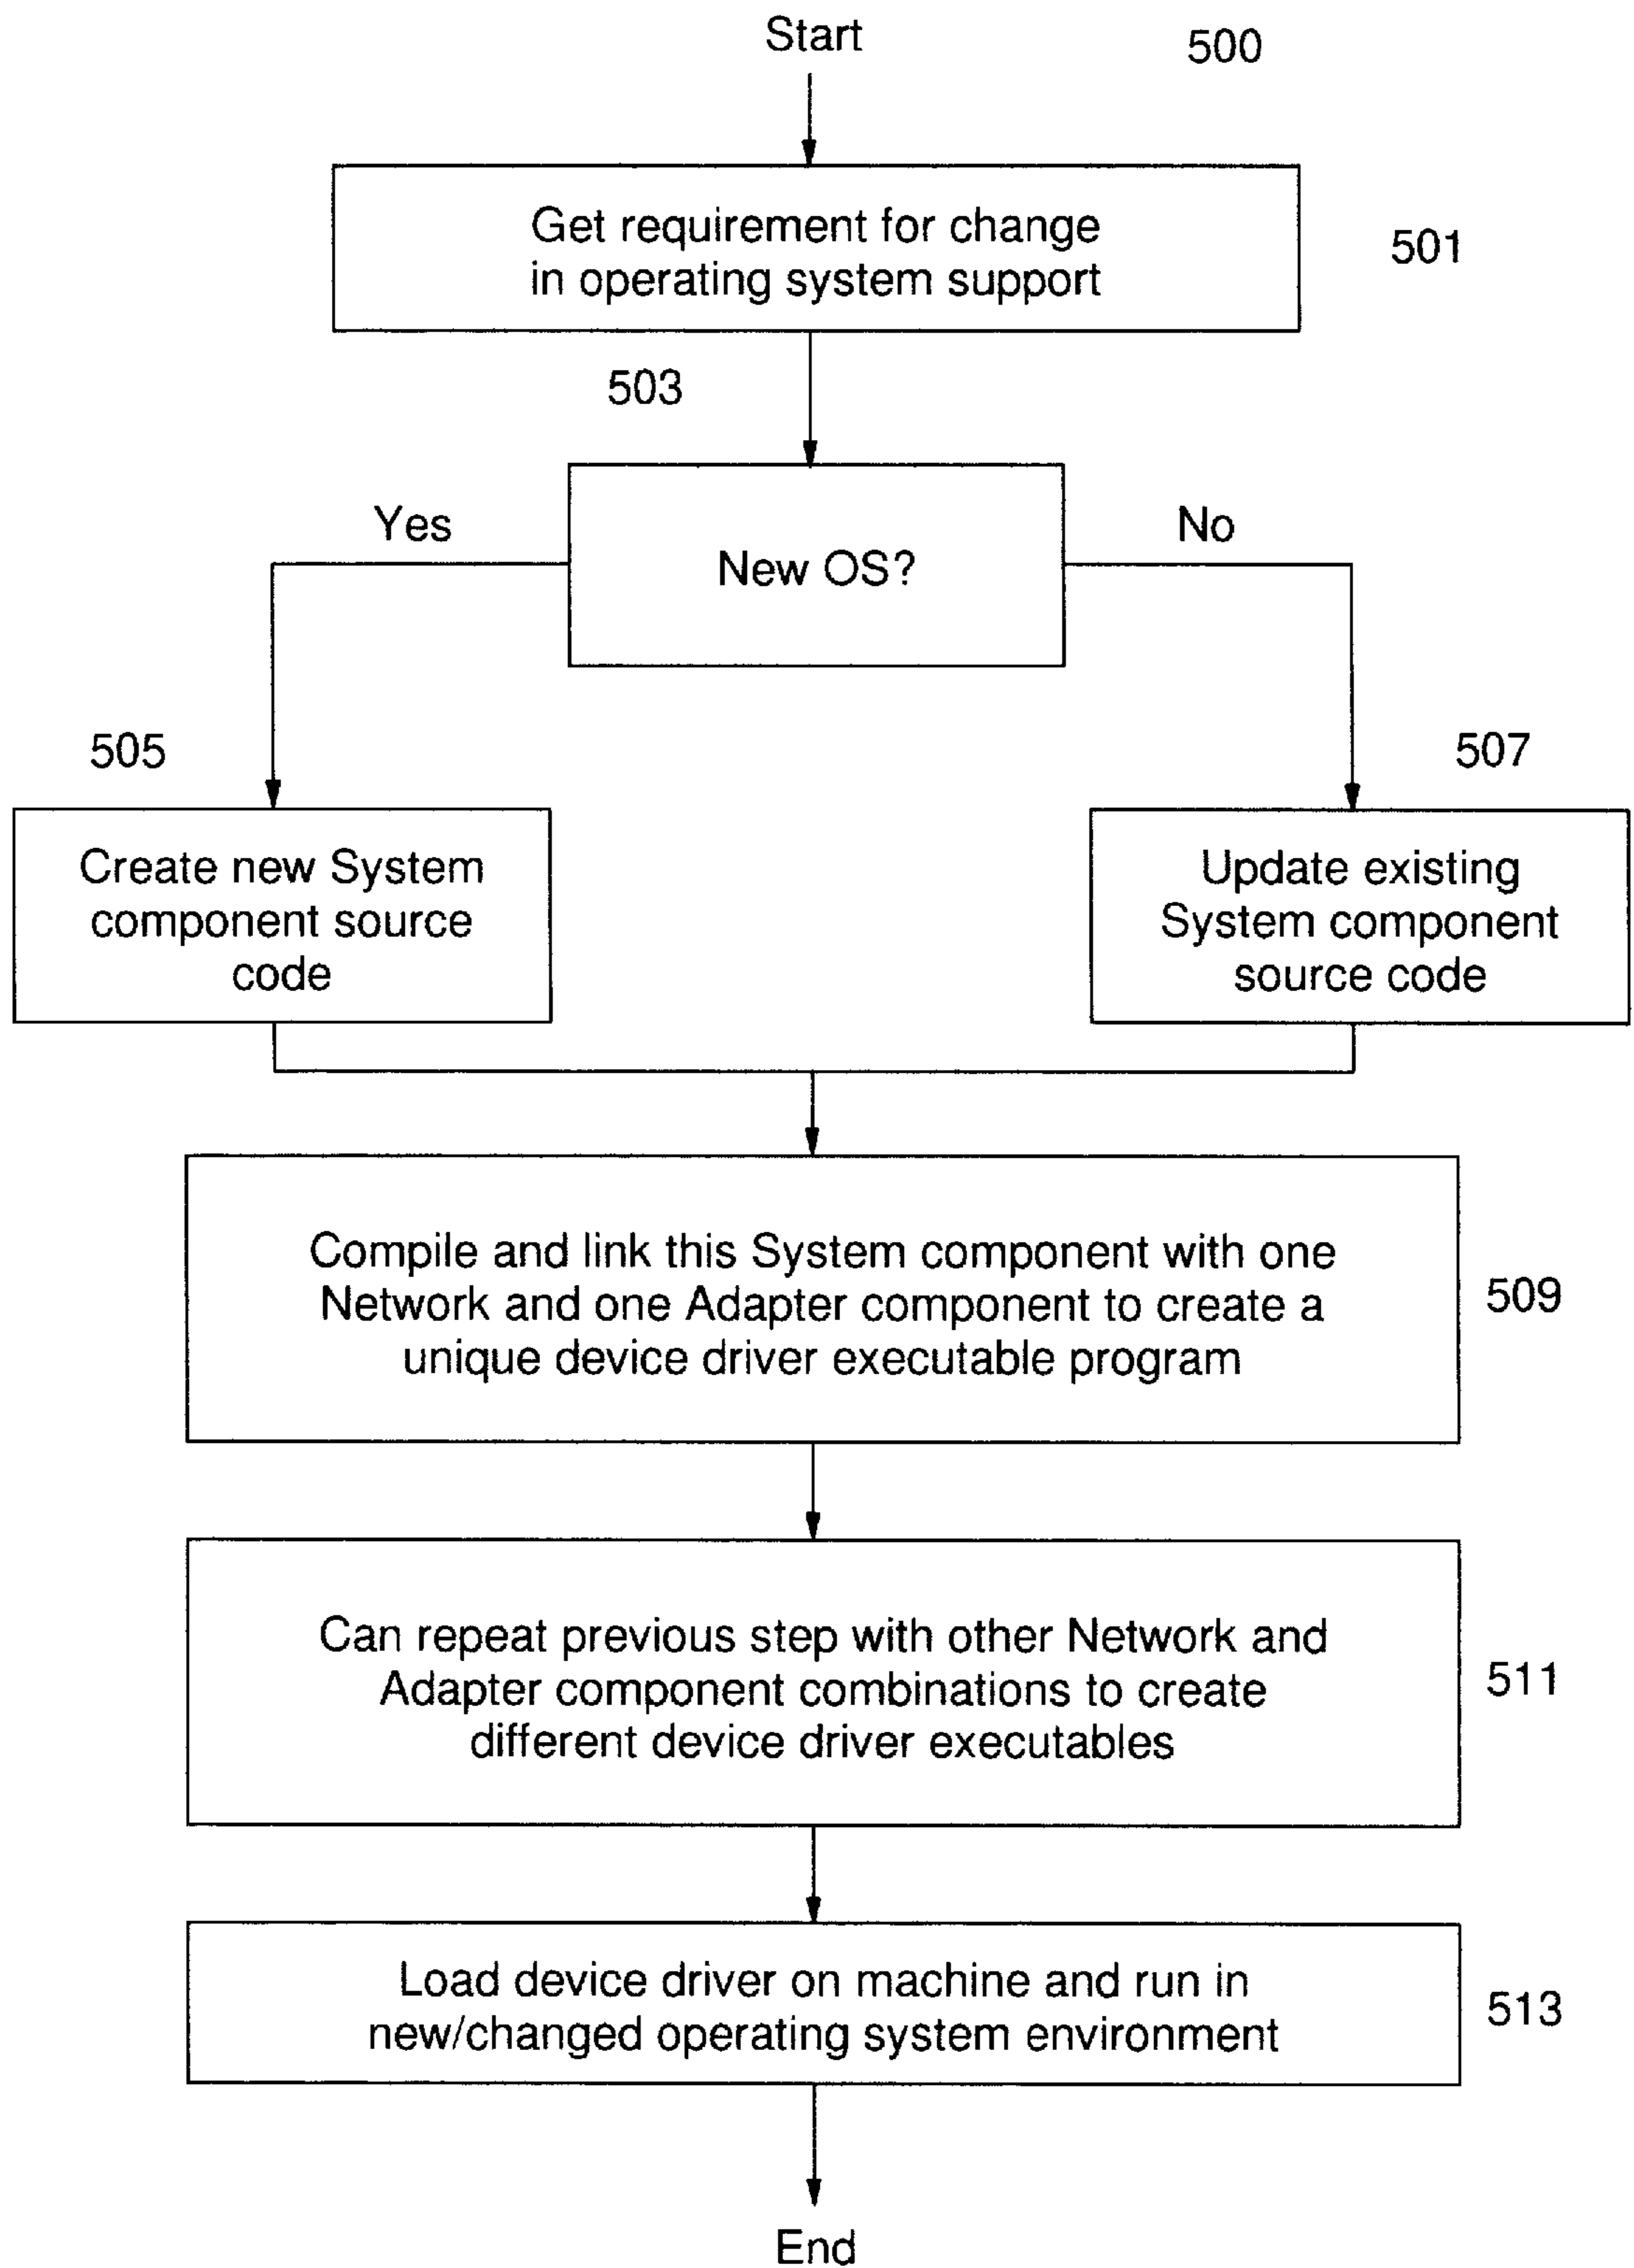 Start
500
Get requirement for change
in operating system support
501
503
Yes
New OS?
No
505
507
Create new System
component source
code
Update existing
System component
source code
Compile and link this System component with one
Network and one Adapter component to create a
unique device driver executable program
509
Can repeat previous step with other Network and
Adapter component combinations to create
different device driver executables
511
Load device driver on machine and run in
new/changed operating system environment
513
End